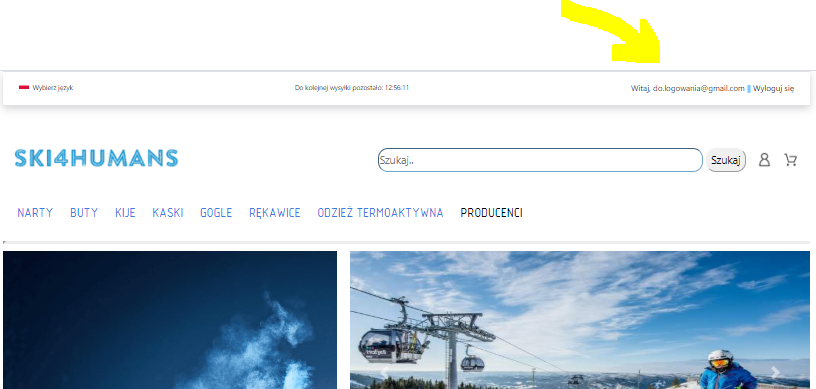 Wybierz język
Do kolejnej wysyłki pozostało: 12:56:11
Witaj, do.logowania@gmail.com || Wyloguj się
SKI4HUMANS
Szukaj..
Szukaj
NARTY BUTY KIJE KASKI GOGLE RĘKAWICE ODZIEŻ TERMOAKTYWNA PRODUCENCI